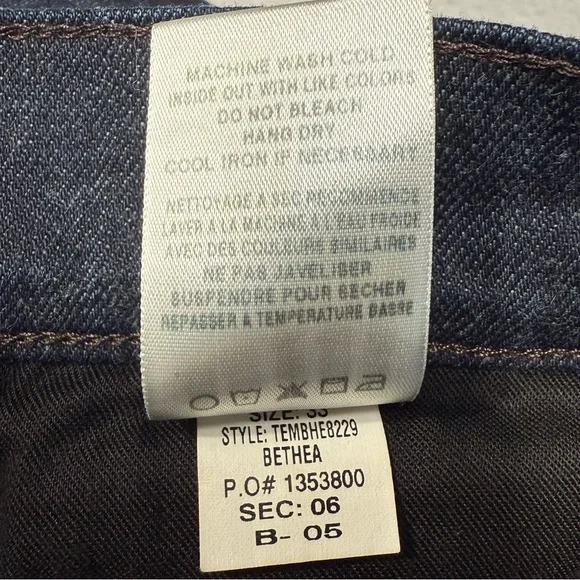 MACHINE WASH COLD
INSIDE OUT WITH LIKE COLORS
DO NOT BLEACH
HANG DRY
COOL IRON IF NECESSARY
NETTOYAGE A SEC RECOMMENDE
LAVER A LA MACHINE A L'EAU FROIDE
AVEC DES COULEURS SIMILAIRES
NE PAS JAVELISER
SUSPENDRE POUR SECHER
REPASSER A TEMPERATURE BASSE
SIZE: 33
STYLE: TEMBHE8229
BETHEA
P.O# 1353800
SEC: 06
B- 05